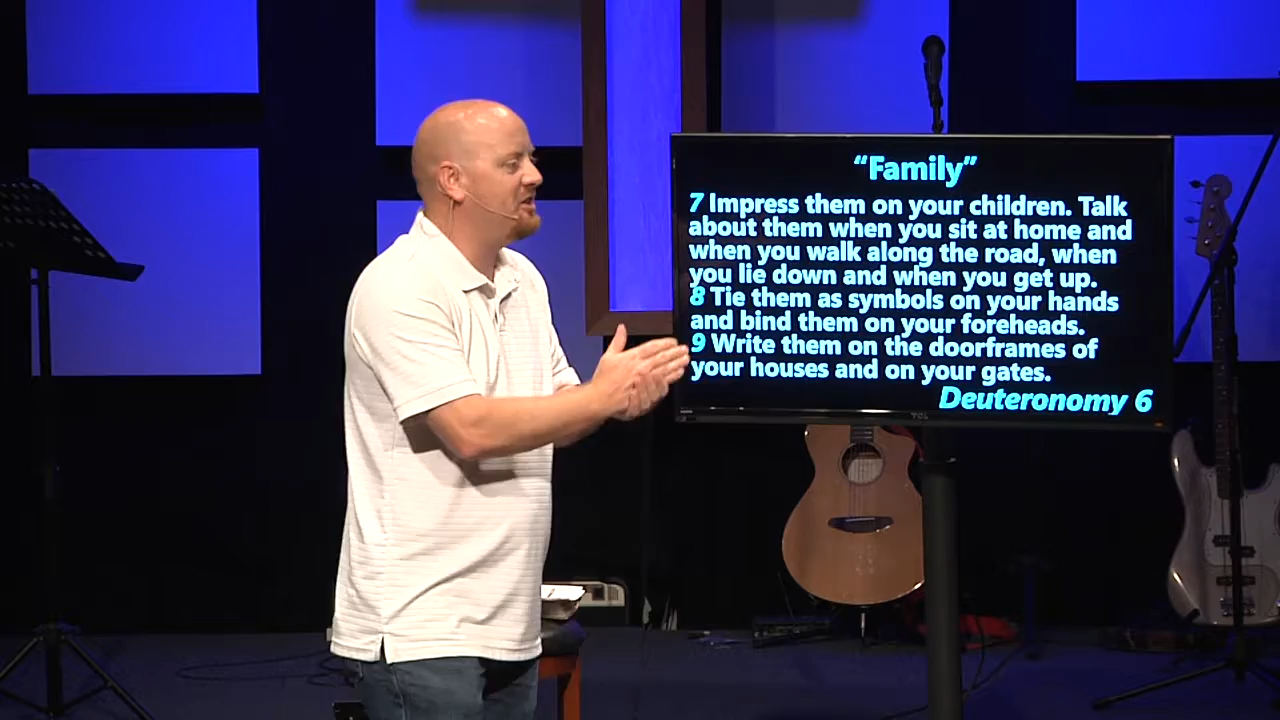 “Family”
7 Impress them on your children. Talk
about them when you sit at home and
when you walk along the road, when
you lie down and when you get up.
8 Tie them as symbols on your hands
and bind them on your foreheads.
9 Write them on the doorframes of
your houses and on your gates.
Deuteronomy 6
TCL